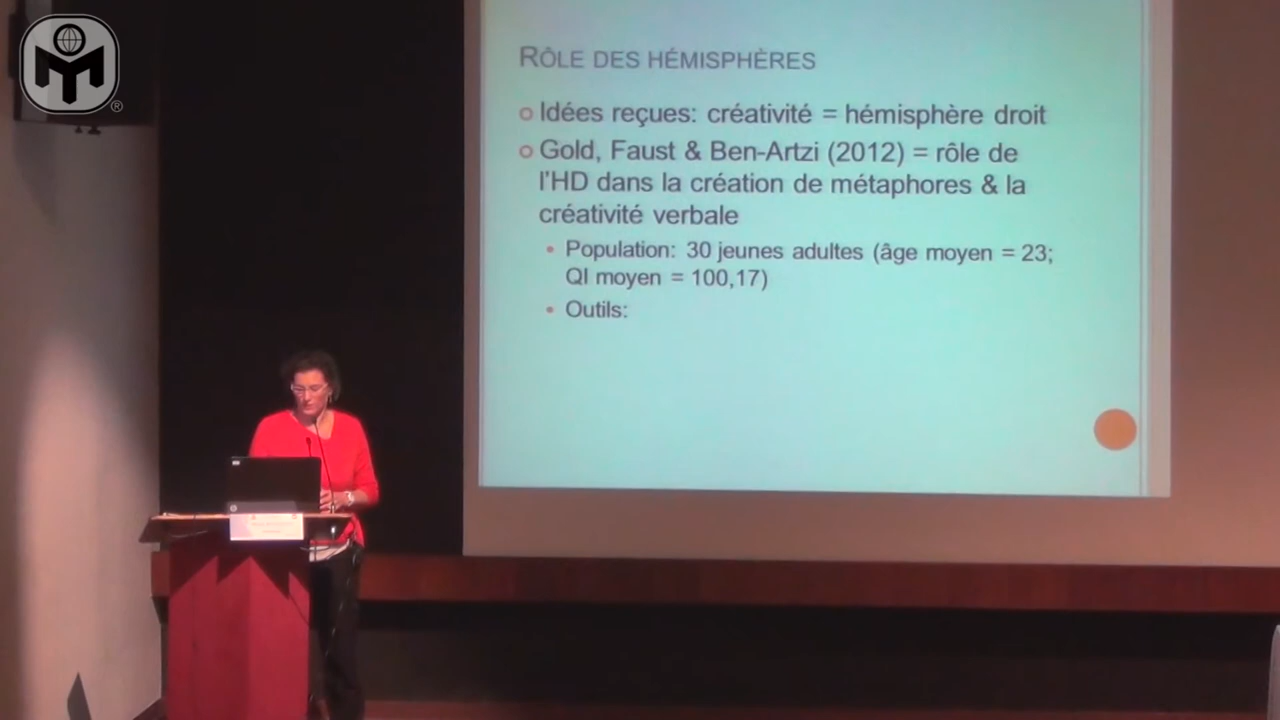 RÔLE DES HÉMISPHÈRES
Idées reçues: créativité = hémisphère droit
Gold, Faust & Ben-Artzi (2012) = rôle de
l'HD dans la création de métaphores & la
créativité verbale
Population: 30 jeunes adultes (âge moyen = 23;
QI moyen = 100,17)
Outils:
®